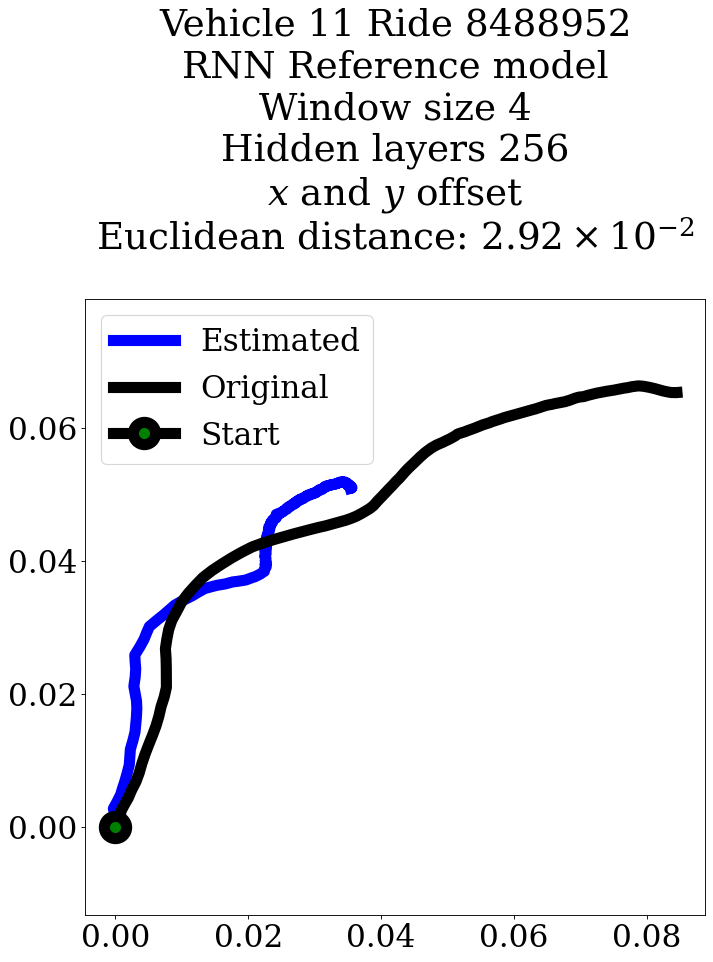 Vehicle 11 Ride 8488952
RNN Reference model
Window size 4
Hidden layers 256
x and y offset
Euclidean distance: 2.92 × 10⁻²
Estimated
Original
Start
0.06
0.04
0.02
0.00
0.00 0.02 0.04 0.06 0.08